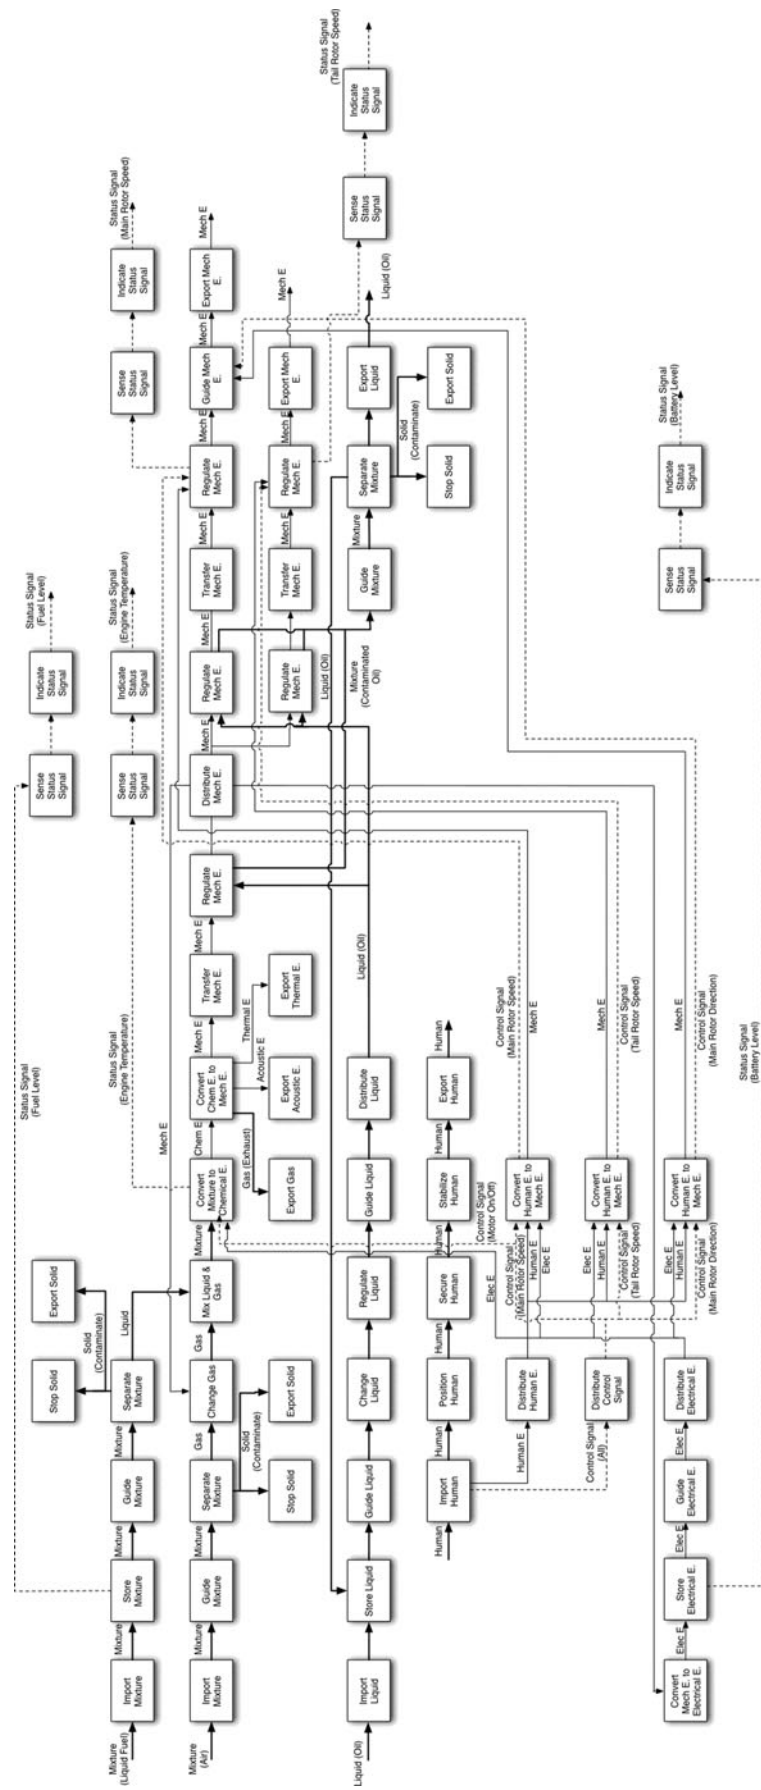 Status Signal
(Fuel Level)
Sense
Status
Signal
Indicate
Status
Signal
Status Signal
(Fuel Level)
Stop Solid
Export Solid
Solid
(Contaminate)
Mixture
(Liquid Fuel)
Import
Mixture
Mixture
Store
Mixture
Mixture
Guide
Mixture
Mixture
Separate
Mixture
Liquid
Status Signal
(Engine Temperature)
Sense
Status
Signal
Indicate
Status
Signal
Status Signal
(Engine Temperature)
Sense
Status
Signal
Indicate
Status
Signal
Status Signal
(Main Rotor Speed)
Mech E
Mixture
(Air)
Import
Mixture
Mixture
Guide
Mixture
Mixture
Separate
Mixture
Gas
Change Gas
Gas
Mix Liquid &
Gas
Mixture
Convert
Mixture to
Chemical E.
Chem E
Convert
Chem E. to
Mech E.
Mech E
Transfer
Mech E.
Mech E
Regulate
Mech E.
Distribute
Mech E.
Mech E
Regulate
Mech E.
Mech E
Transfer
Mech E.
Mech E
Regulate
Mech E.
Mech E
Guide Mech
E.
Mech E
Export Mech
E.
Mech E
Solid
(Contaminate)
Stop Solid
Export Solid
Gas (Exhaust)
Acoustic E
Thermal E
Export Gas
Export
Acoustic E.
Export
Thermal E.
Regulate
Mech E.
Transfer
Mech E.
Mech E
Regulate
Mech E.
Mech E
Export Mech
E.
Mech E
Liquid (Oil)
Liquid (Oil)
Import
Liquid
Store Liquid
Guide Liquid
Change
Liquid
Regulate
Liquid
Guide Liquid
Distribute
Liquid
Liquid (Oil)
Mixture
(Contaminated
Oil)
Guide
Mixture
Mixture
Separate
Mixture
Export
Liquid
Liquid (Oil)
Sense
Status
Signal
Indicate
Status
Signal
Status Signal
(Tail Rotor Speed)
Solid
(Contaminate)
Stop Solid
Export Solid
Human
Import
Human
Human
Position
Human
Human
Secure
Human
Human
Stabilize
Human
Human
Export
Human
Human
Control Signal
(Motor On/Off)
Elec E
Human E
Distribute
Human E.
Control Signal
(Main Rotor Speed)
Human E
Elec E
Convert
Human E. to
Mech E.
Control Signal
(Main Rotor Speed)
Mech E
Control Signal
(All)
Distribute
Control
Signal
Elec E
Human E
Control Signal
(Tail Rotor Speed)
Convert
Human E. to
Mech E.
Mech E
Control Signal
(Tail Rotor Speed)
Convert
Mech E. to
Electrical E.
Elec E
Store
Electrical E.
Elec E
Guide
Electrical E.
Elec E
Distribute
Electrical E.
Elec E
Human E
Control Signal
(Main Rotor Direction)
Convert
Human E. to
Mech E.
Mech E
Control Signal
(Main Rotor Direction)
Sense
Status
Signal
Indicate
Status
Signal
Status Signal
(Battery Level)
Status Signal
(Battery Level)